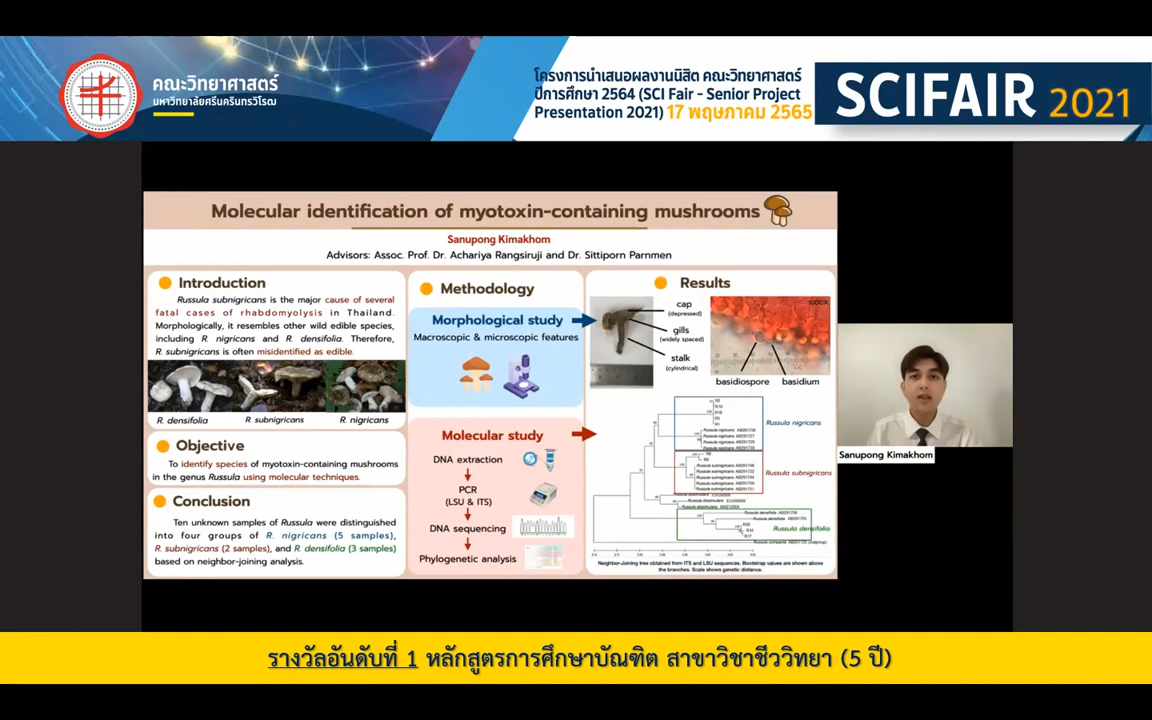 คณะวิทยาศาสตร์
มหาวิทยาลัยศรีนครินทรวิโรฒ
โครงการนำเสนอผลงานนิสิต คณะวิทยาศาสตร์
ปีการศึกษา 2564 (SCI Fair - Senior Project
Presentation 2021) 17 พฤษภาคม 2565
SCIFAIR 2021
Molecular identification of myotoxin-containing mushrooms
Sanupong Kimakhom
Advisors: Assoc. Prof. Dr. Achariya Rangsiruji and Dr. Sittiporn Parnmen
Introduction
Russula subnigricans is the major cause of several
fatal cases of rhabdomyolysis in Thailand.
Morphologically, it resembles other wild edible species,
including R. nigricans and R. densifolia. Therefore,
R. subnigricans is often misidentified as edible.
R. densifolia
R. subnigricans
R. nigricans
Objective
To identify species of myotoxin-containing mushrooms
in the genus Russula using molecular techniques.
Conclusion
Ten unknown samples of Russula were distinguished
into four groups of R. nigricans (5 samples),
R. subnigricans (2 samples), and R. densifolia (3 samples)
based on neighbor-joining analysis.
Methodology
Morphological study
Macroscopic & microscopic features
Molecular study
DNA extraction
PCR
(LSU & ITS)
DNA sequencing
Phylogenetic analysis
Results
cap
(depressed)
gills
(widely spaced)
stalk
(cylindrical)
1000X
basidiospore
basidium
Russula nigricans
Russula subnigricans
Russula densifolia
Neighbor-Joining tree obtained from ITS and LSU sequences. Bootstrap values are shown above
the branches. Scale shows genetic distance.
Sanupong Kimakhom
รางวัลอันดับที่ 1 หลักสูตรการศึกษาบัณฑิต สาขาวิชาชีววิทยา (5 ปี)